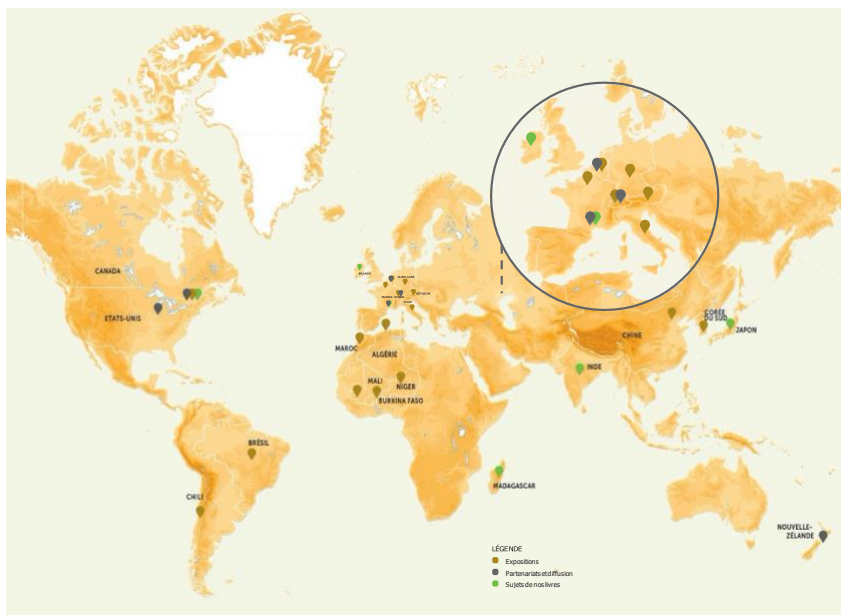 CANADA
ETATS-UNIS
MAROC
ALGÉRIE
MALI
NIGER
BURKINA FASO
CORÉE
DU SUD
JAPON
CHINE
INDE
BRÉSIL
CHILI
MADAGASCAR
NOUVELLE-
ZÉLANDE
LÉGENDE
Expositions
Partenariats et diffusion
Sujets de nos livres